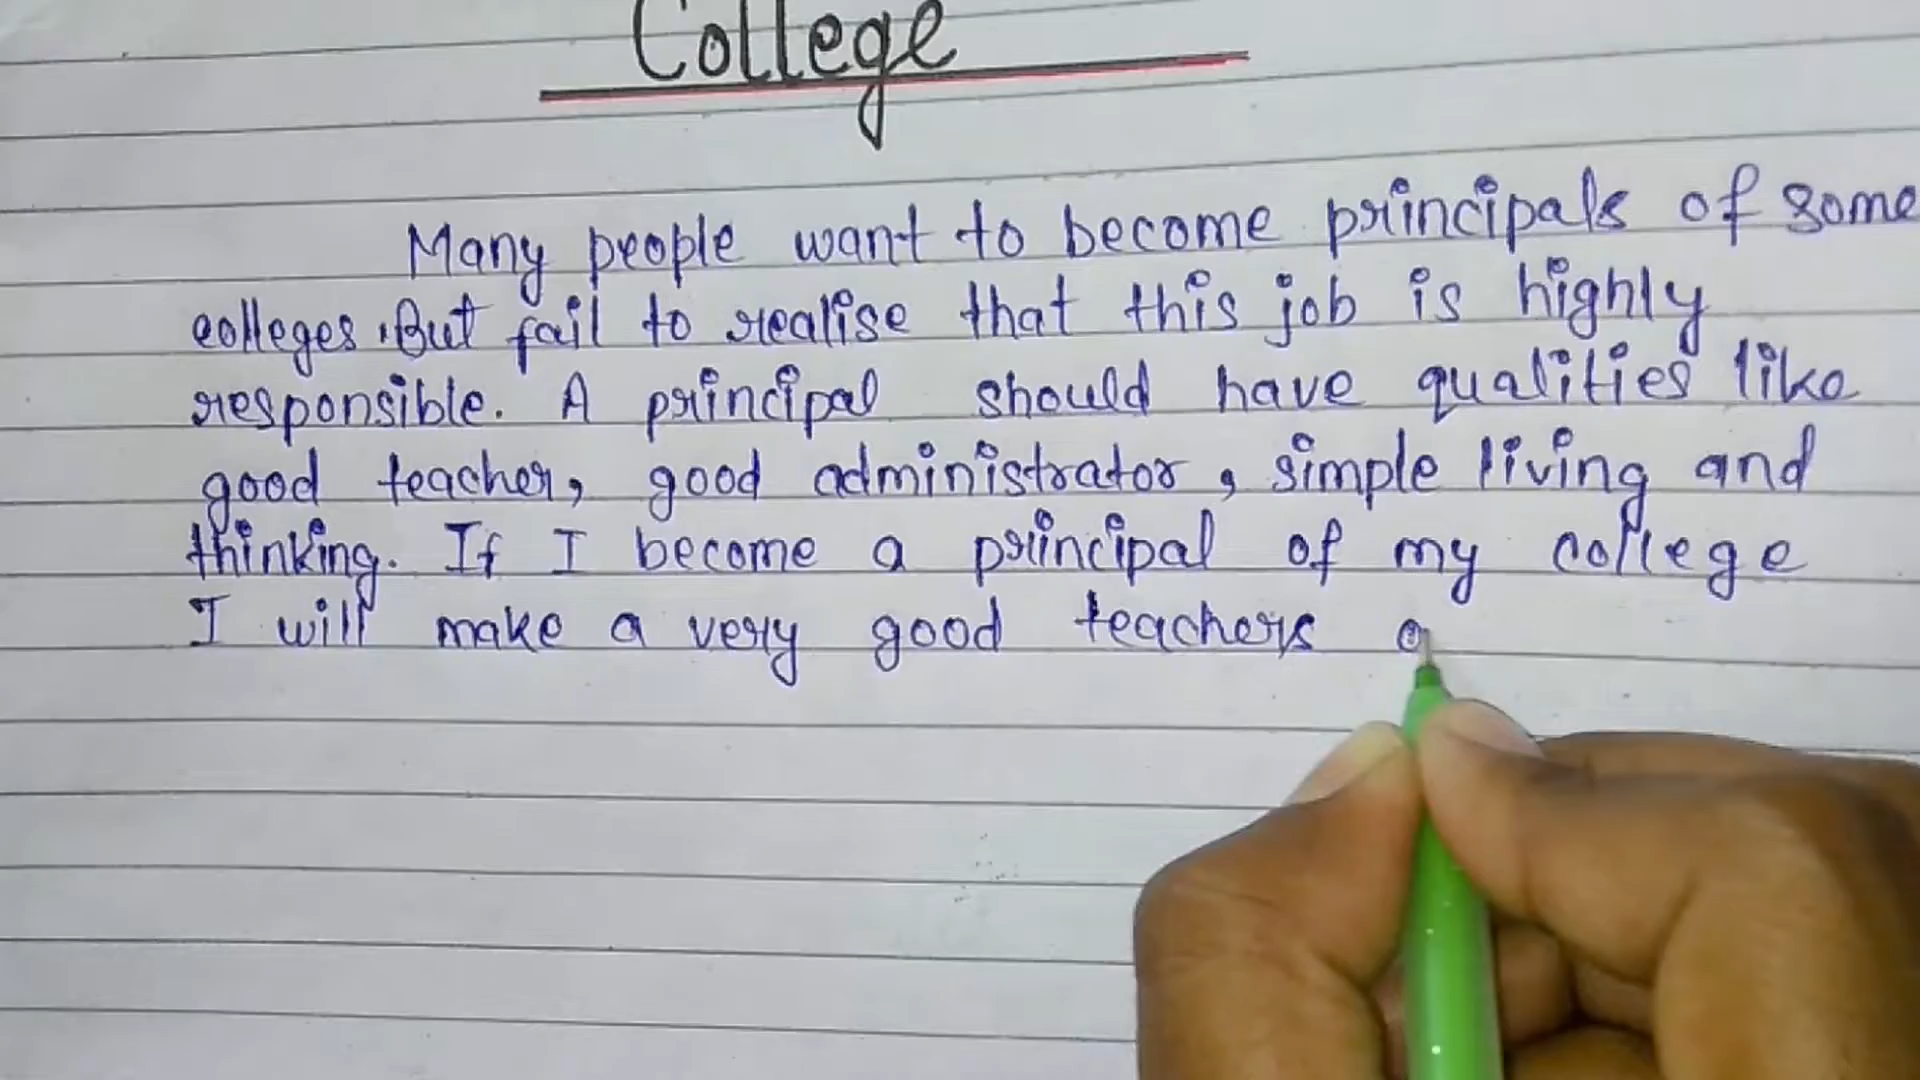 College
Many people want to become principals of some
colleges. But fail to realise that this job is highly
responsible. A principal should have qualities like
good teacher, good administrator, simple living and
thinking. If I become a principal of my college
I will make a very good teachers a